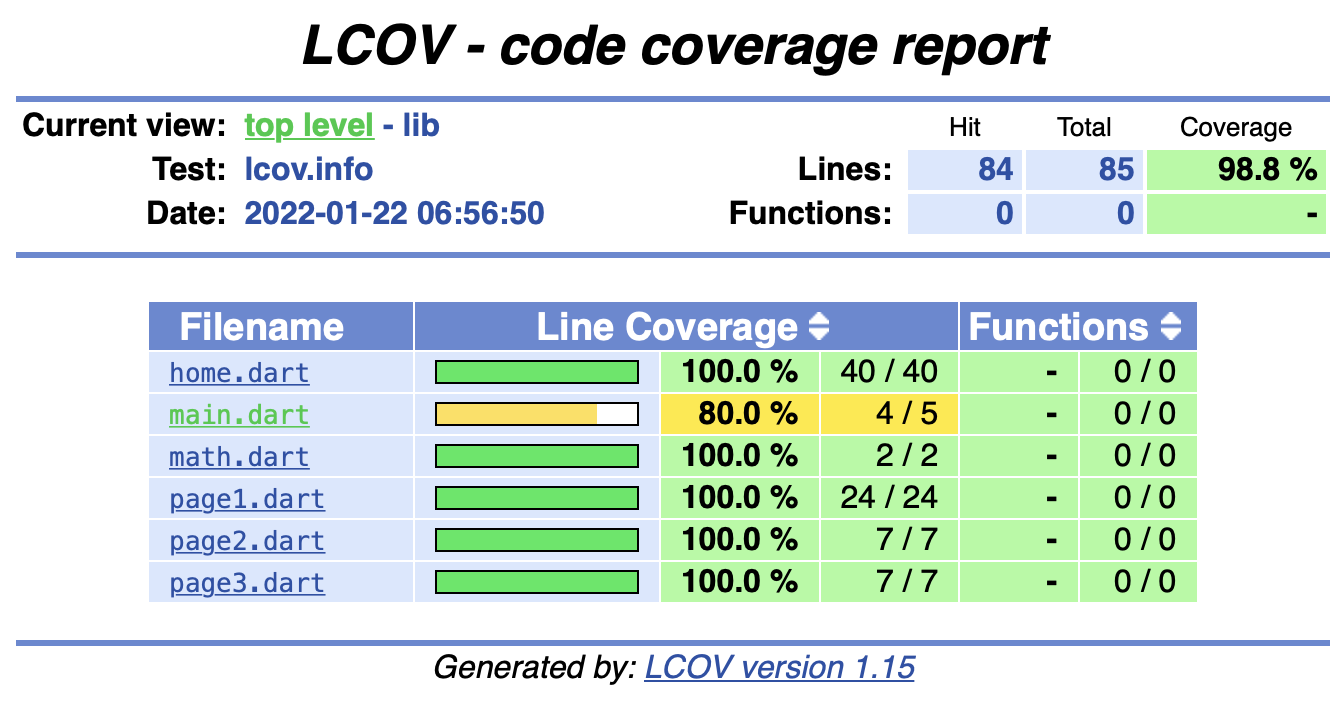 LCOV - code coverage report
Current view: top level - lib
Hit Total Coverage
Test: lcov.info Lines: 84 85 98.8 %
Date: 2022-01-22 06:56:50 Functions: 0 0 -
Filename Line Coverage Functions
home.dart 100.0 % 40 / 40 - 0 / 0
main.dart 80.0 % 4 / 5 - 0 / 0
math.dart 100.0 % 2 / 2 - 0 / 0
page1.dart 100.0 % 24 / 24 - 0 / 0
page2.dart 100.0 % 7 / 7 - 0 / 0
page3.dart 100.0 % 7 / 7 - 0 / 0
Generated by: LCOV version 1.15